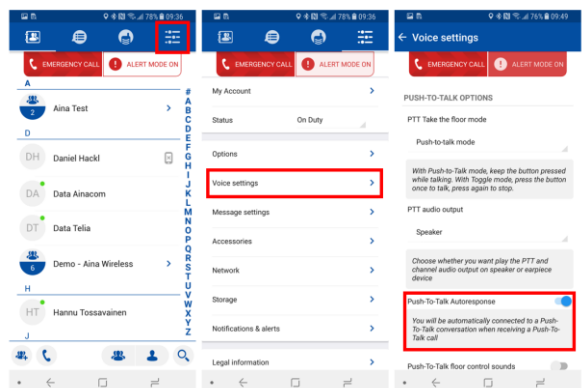 78% 09:36
EMERGENCY CALL
ALERT MODE ON
A
2
Aina Test
D
DH
Daniel Hackl
DA
Data Ainacom
DT
Data Telia
6
Demo - Aina Wireless
H
HT
Hannu Tossavainen
J
#
A
B
C
D
E
F
G
H
I
J
K
L
M
N
O
P
Q
R
S
T
U
V
W
X
Y
Z
78% 09:36
EMERGENCY CALL
ALERT MODE ON
My Account
Status
On Duty
Options
Voice settings
Message settings
Accessories
Network
Storage
Notifications & alerts
Legal information
76% 09:49
Voice settings
EMERGENCY CALL
ALERT MODE ON
PUSH-TO-TALK OPTIONS
PTT Take the floor mode
Push-to-talk mode
With Push-to-Talk mode, keep the button pressed
while talking. With Toggle mode, press the button
once to talk, press again to stop.
PTT audio output
Speaker
Choose whether you want play the PTT and
channel audio output on speaker or earpiece
device
Push-To-Talk Autoresponse
You will be automatically connected to a Push-
To-Talk conversation when receiving a Push-To-
Talk call
Push-To-Talk floor control sounds